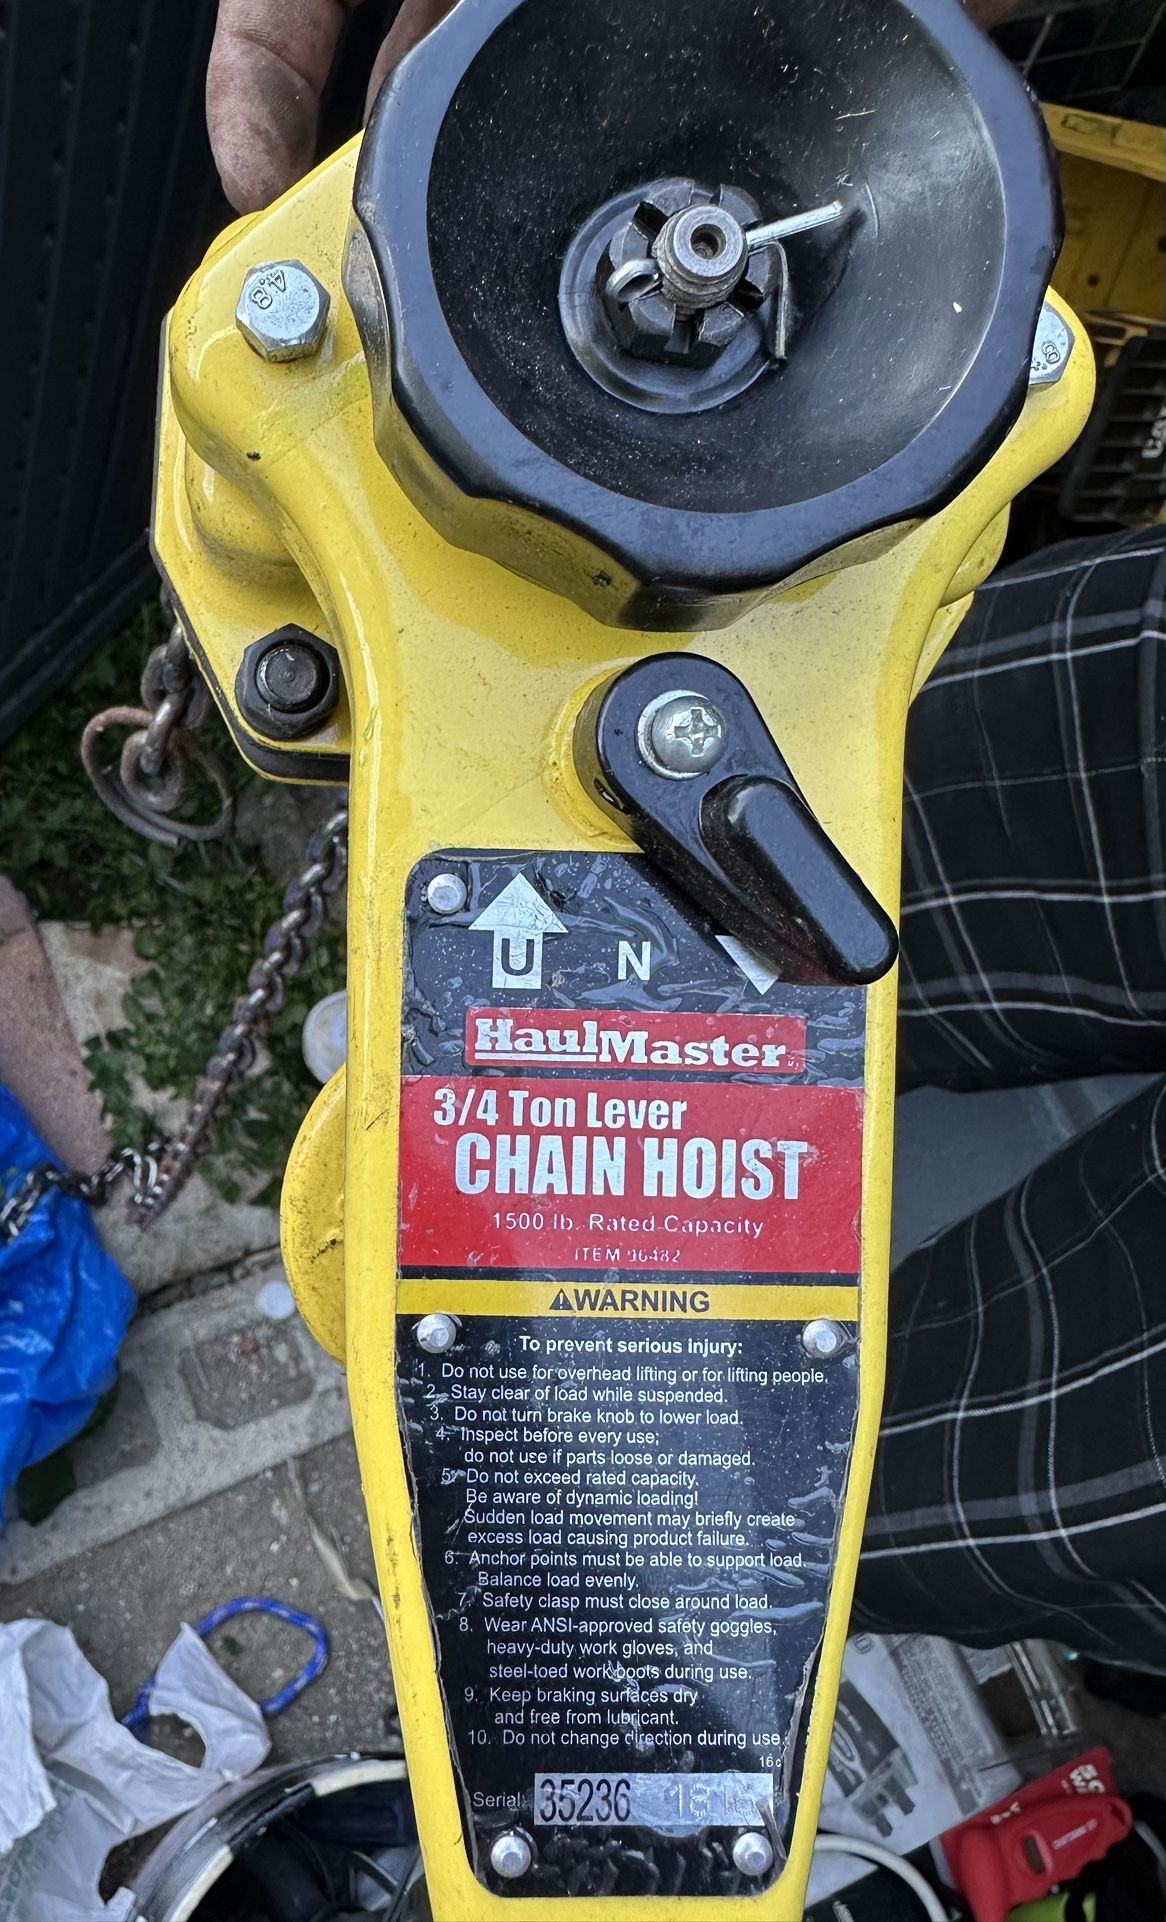 4.8
8
U N
HaulMaster
3/4 Ton Lever
CHAIN HOIST
1500 lb. Rated Capacity
ITEM 96482
WARNING
To prevent serious injury:
1. Do not use for overhead lifting or for lifting people.
2. Stay clear of load while suspended.
3. Do not turn brake knob to lower load.
4. Inspect before every use;
do not use if parts loose or damaged.
5. Do not exceed rated capacity.
Be aware of dynamic loading!
Sudden load movement may briefly create
excess load causing product failure.
6. Anchor points must be able to support load.
Balance load evenly.
7. Safety clasp must close around load.
8. Wear ANSI-approved safety goggles,
heavy-duty work gloves, and
steel-toed work boots during use.
9. Keep braking surfaces dry
and free from lubricant.
10. Do not change direction during use.
16c
Serial: 35236